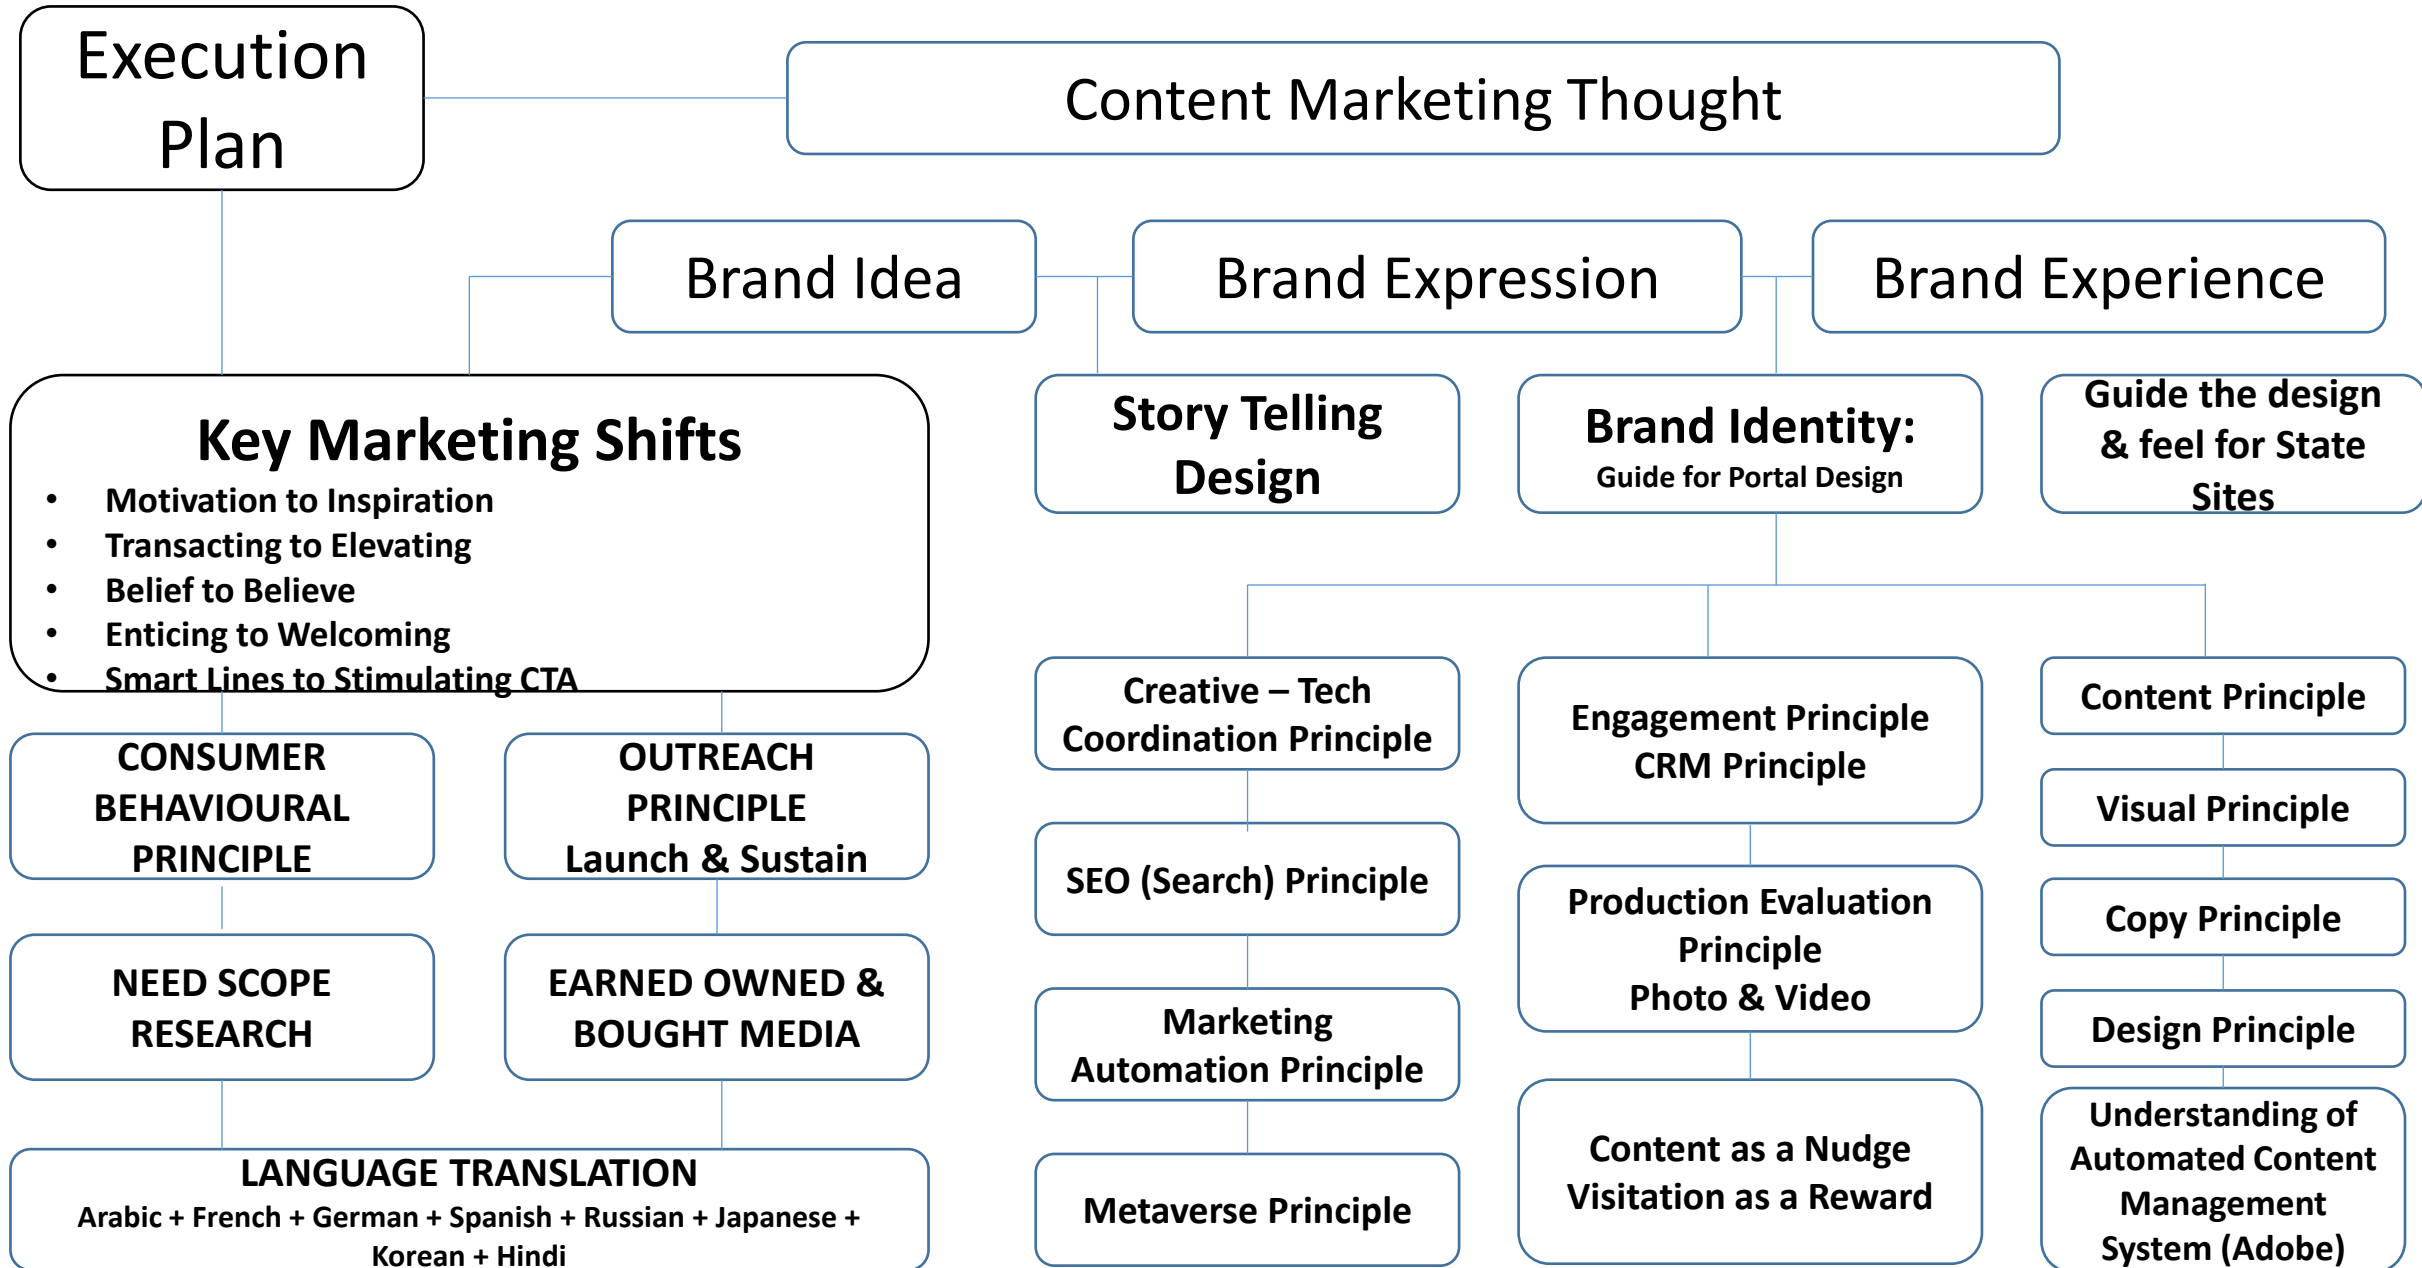 Execution
Plan
Content Marketing Thought
Brand Idea
Brand Expression
Brand Experience
Key Marketing Shifts
• Motivation to Inspiration
• Transacting to Elevating
• Belief to Believe
• Enticing to Welcoming
• Smart Lines to Stimulating CTA
Story Telling
Design
Brand Identity:
Guide for Portal Design
Guide the design
& feel for State
Sites
CONSUMER
BEHAVIOURAL
PRINCIPLE
OUTREACH
PRINCIPLE
Launch & Sustain
NEED SCOPE
RESEARCH
EARNED OWNED &
BOUGHT MEDIA
LANGUAGE TRANSLATION
Arabic + French + German + Spanish + Russian + Japanese +
Korean + Hindi
Creative – Tech
Coordination Principle
SEO (Search) Principle
Marketing
Automation Principle
Metaverse Principle
Engagement Principle
CRM Principle
Production Evaluation
Principle
Photo & Video
Content as a Nudge
Visitation as a Reward
Content Principle
Visual Principle
Copy Principle
Design Principle
Understanding of
Automated Content
Management
System (Adobe)